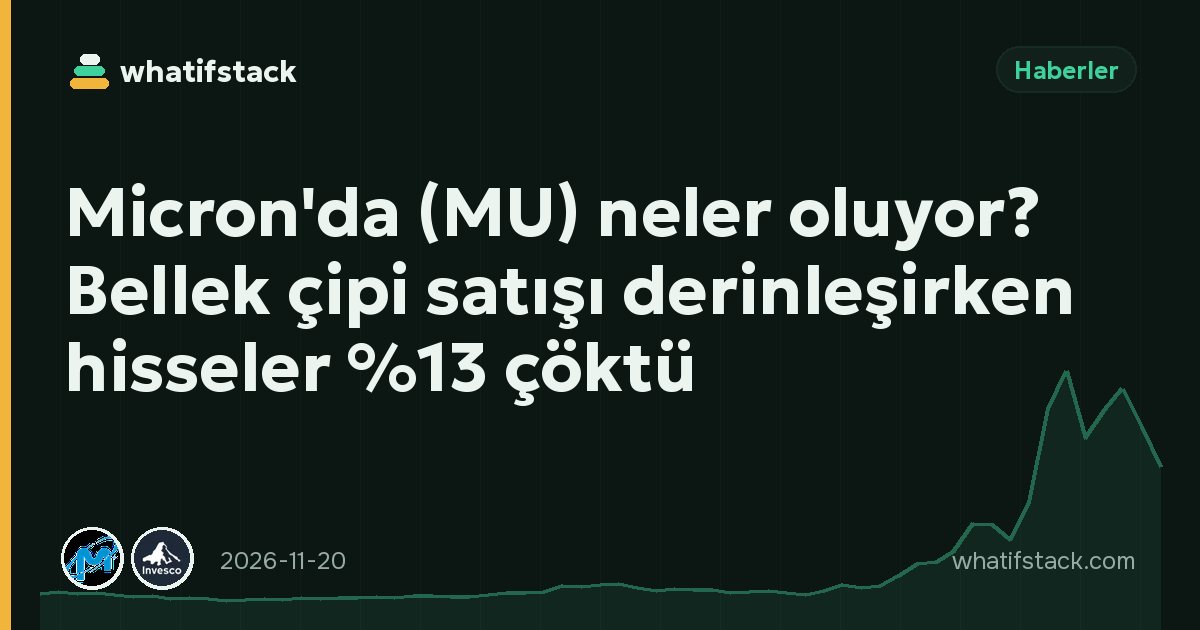 whatifstack
Haberler
Micron'da (MU) neler oluyor?
Bellek çipi satışı derinleşirken
hisseler %13 çöktü
Invesco
2026-11-20
whatifstack.com